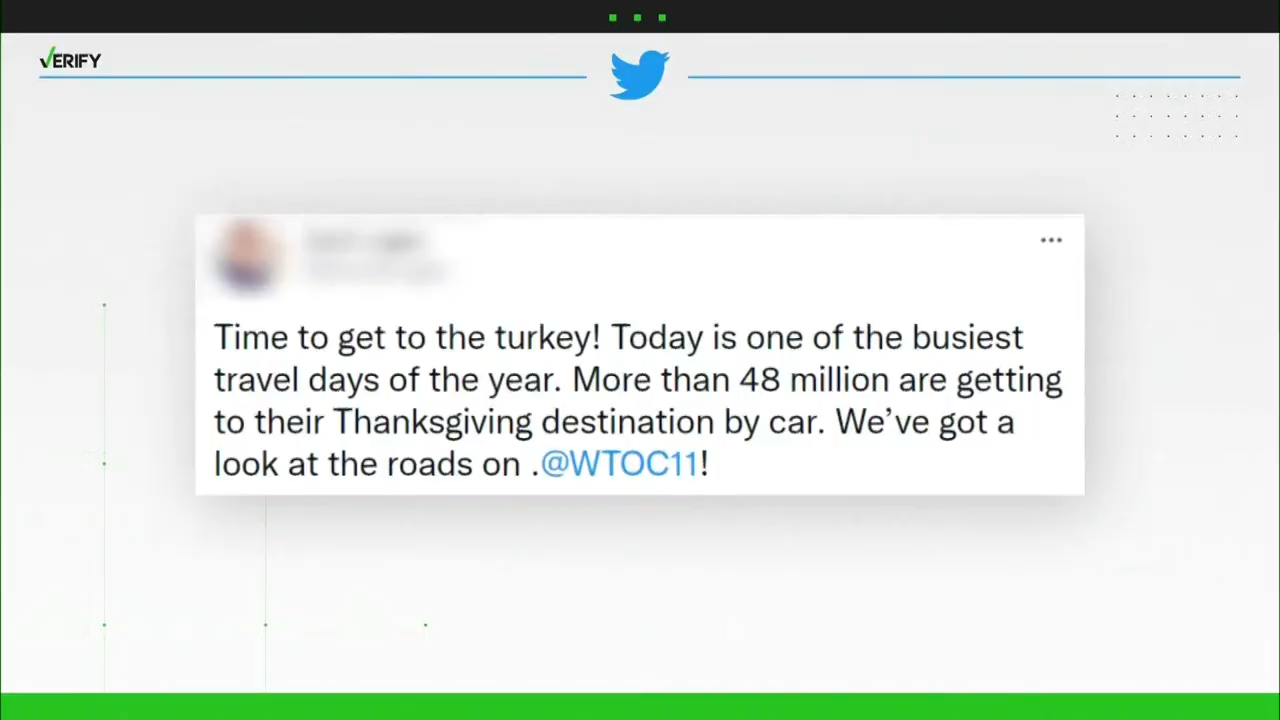 VERIFY
Time to get to the turkey! Today is one of the busiest
travel days of the year. More than 48 million are getting
to their Thanksgiving destination by car. We’ve got a
look at the roads on .@WTOC11!